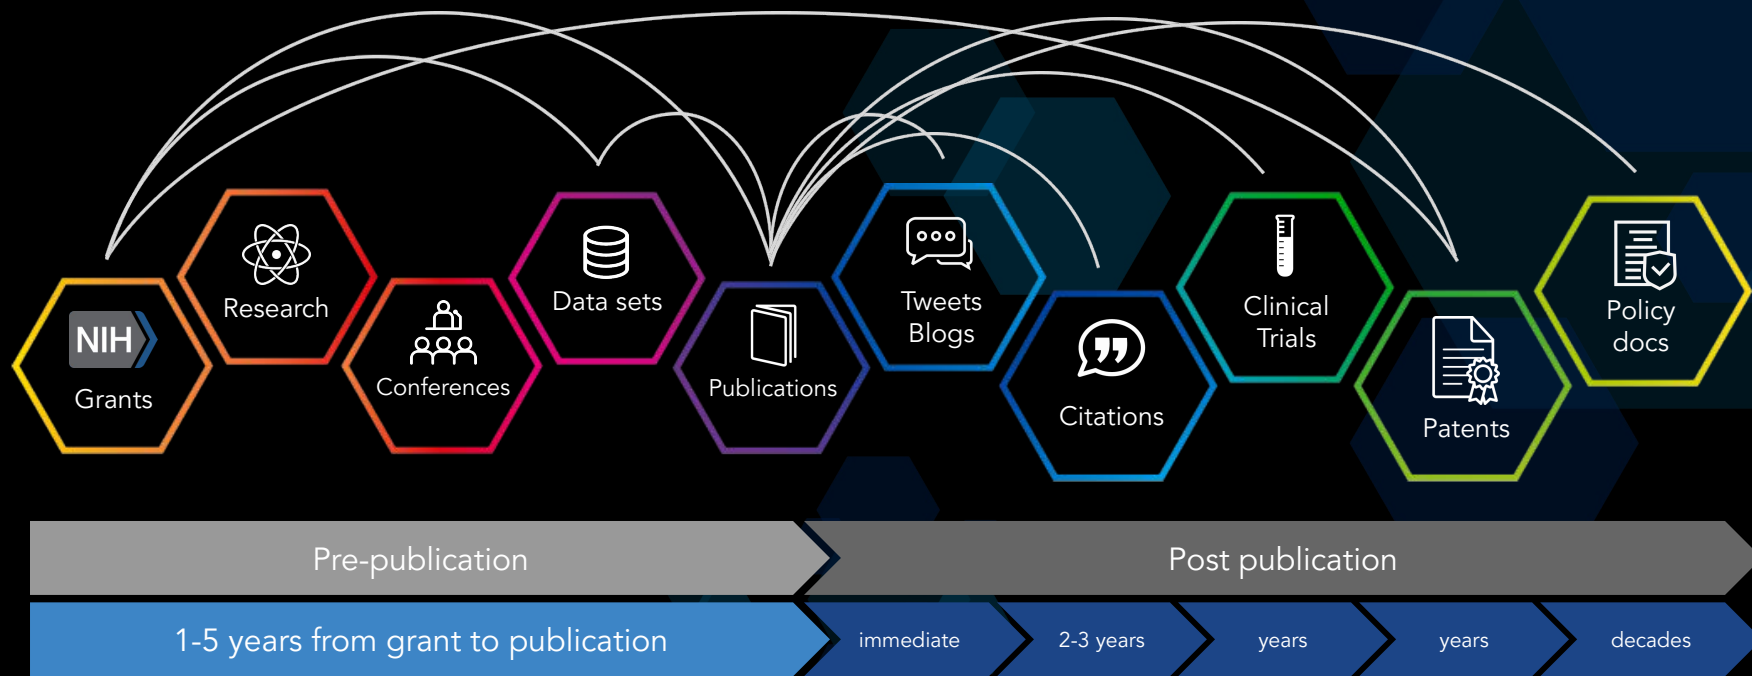 NIH
Grants
Research
Conferences
Data sets
Publications
Tweets
Blogs
Citations
Clinical
Trials
Patents
Policy
docs
Pre-publication
Post publication
1-5 years from grant to publication
immediate
2-3 years
years
years
decades